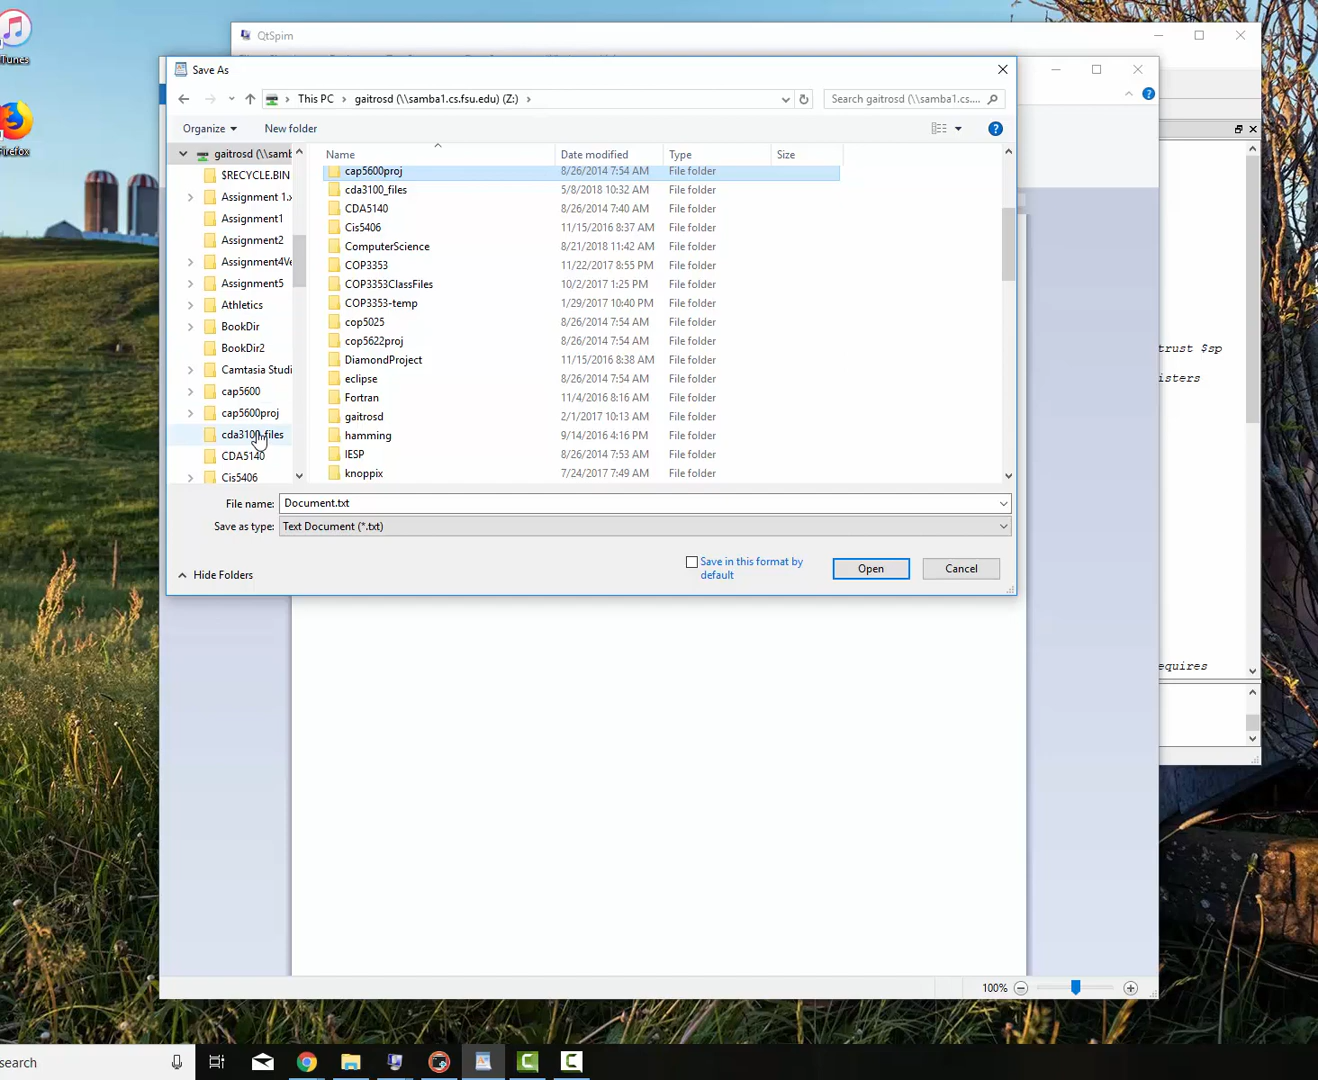 Tunes
Firefox
QtSpim
Save As
This PC > gaitrosd (\\samba1.cs.fsu.edu) (Z:) >
Search gaitrosd (\\samba1.cs....
Organize
New folder
Name
Date modified
Type
Size
gaitrosd (\\samb
$RECYCLE.BIN
Assignment 1.x
Assignment1
Assignment2
Assignment4Ve
Assignment5
Athletics
BookDir
BookDir2
Camtasia Studi
cap5600
cap5600proj
cda3100_files
CDA5140
Cis5406
cap5600proj 8/26/2014 7:54 AM File folder
cda3100_files 5/8/2018 10:32 AM File folder
CDA5140 8/26/2014 7:40 AM File folder
Cis5406 11/15/2016 8:37 AM File folder
ComputerScience 8/21/2018 11:42 AM File folder
COP3353 11/22/2017 8:55 PM File folder
COP3353ClassFiles 10/2/2017 1:25 PM File folder
COP3353-temp 1/29/2017 10:40 PM File folder
cop5025 8/26/2014 7:54 AM File folder
cop5622proj 8/26/2014 7:54 AM File folder
DiamondProject 11/15/2016 8:38 AM File folder
eclipse 8/26/2014 7:54 AM File folder
Fortran 11/4/2016 8:16 AM File folder
gaitrosd 2/1/2017 10:13 AM File folder
hamming 9/14/2016 4:16 PM File folder
IESP 8/26/2014 7:53 AM File folder
knoppix 7/24/2017 7:49 AM File folder
File name: Document.txt
Save as type: Text Document (*.txt)
Save in this format by
default
Open
Cancel
Hide Folders
trust $sp
isters
equires
100%
search